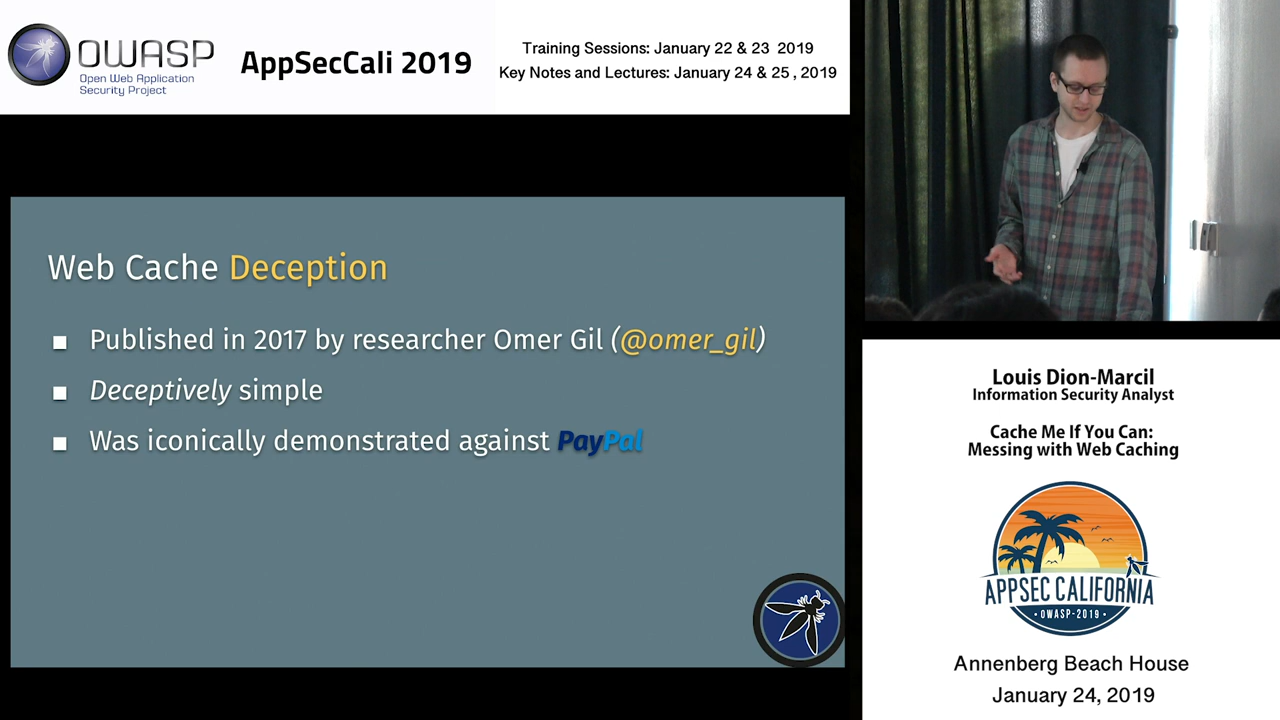 OWASP
Open Web Application
Security Project
AppSecCali 2019
Training Sessions: January 22 & 23 2019
Key Notes and Lectures: January 24 & 25 , 2019
Web Cache Deception
Published in 2017 by researcher Omer Gil (@omer_gil)
Deceptively simple
Was iconically demonstrated against PayPal
Louis Dion-Marcil
Information Security Analyst
Cache Me If You Can:
Messing with Web Caching
APPSEC CALIFORNIA
• OWASP-2019 •
Annenberg Beach House
January 24, 2019